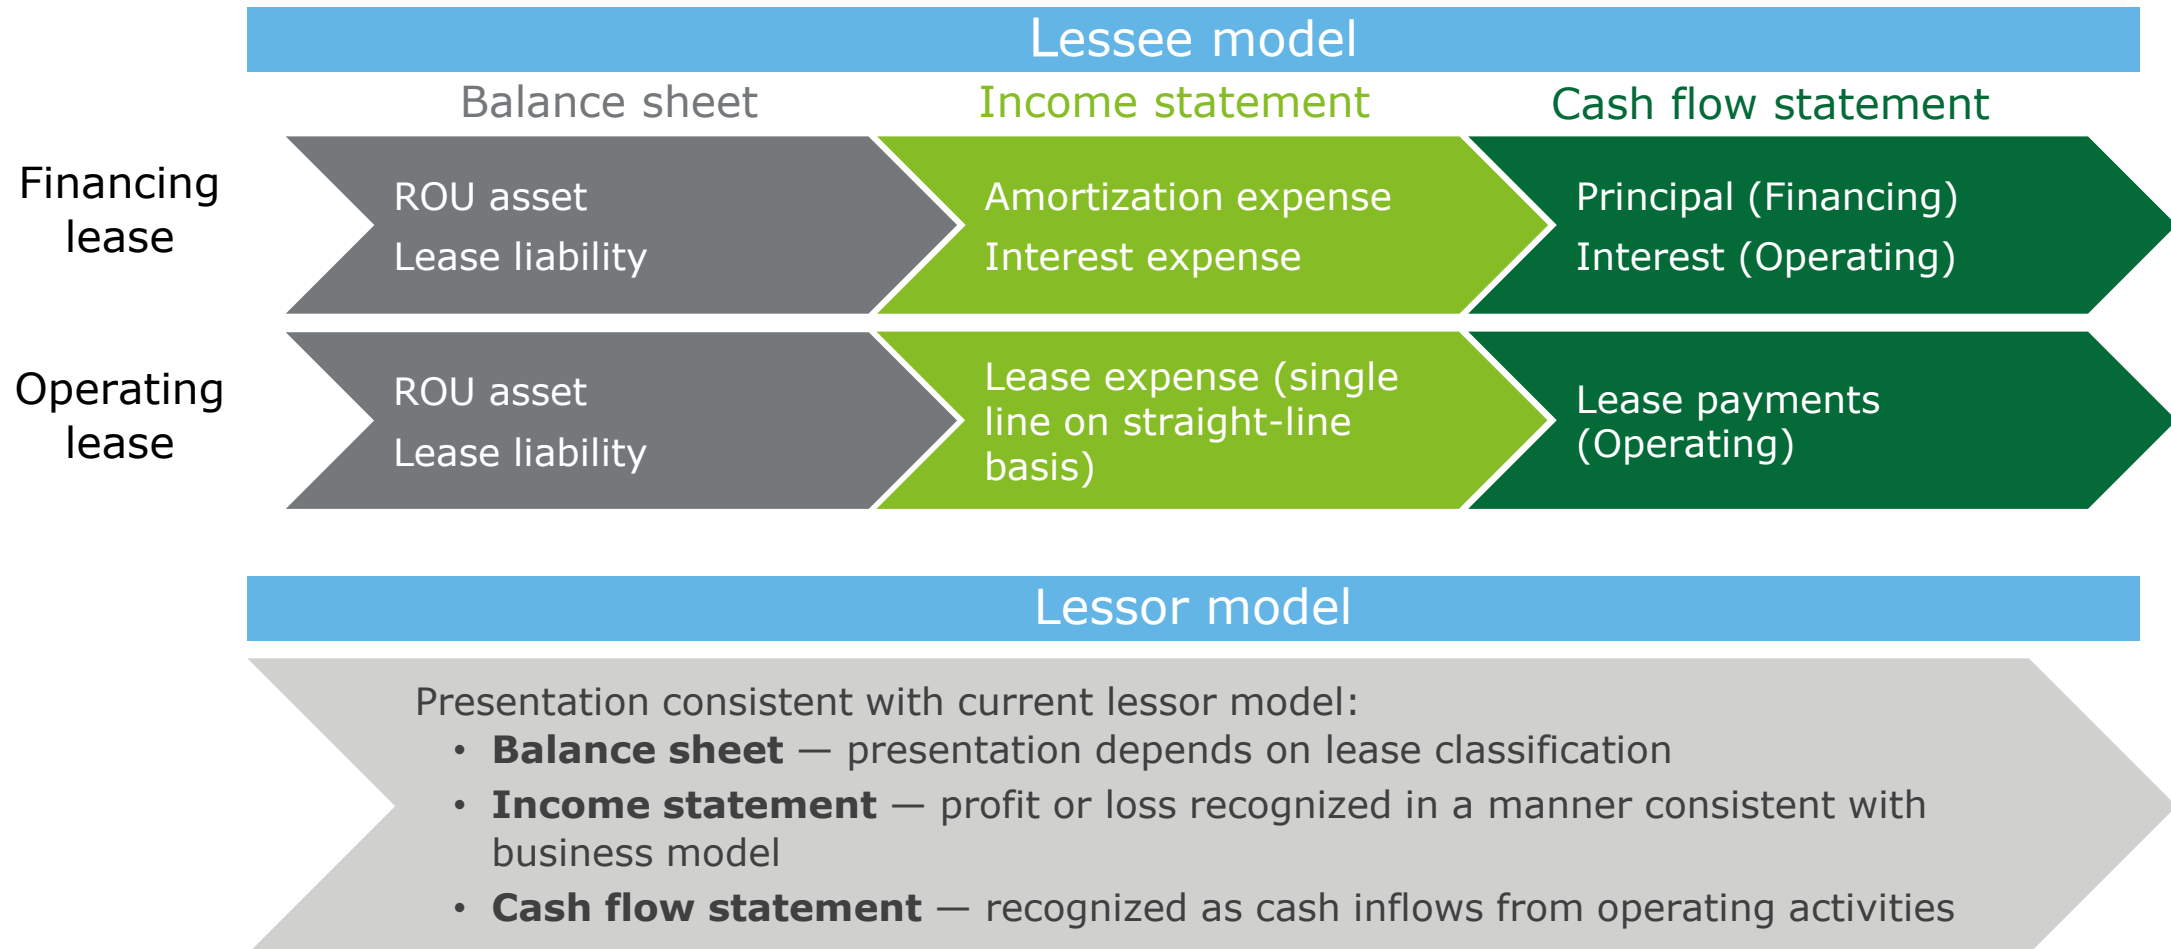 Lessee model
Balance sheet
Income statement
Cash flow statement
Financing
lease
ROU asset
Lease liability
Amortization expense
Interest expense
Principal (Financing)
Interest (Operating)
Operating
lease
ROU asset
Lease liability
Lease expense (single
line on straight-line
basis)
Lease payments
(Operating)
Lessor model
Presentation consistent with current lessor model:
• Balance sheet — presentation depends on lease classification
• Income statement — profit or loss recognized in a manner consistent with
business model
• Cash flow statement — recognized as cash inflows from operating activities